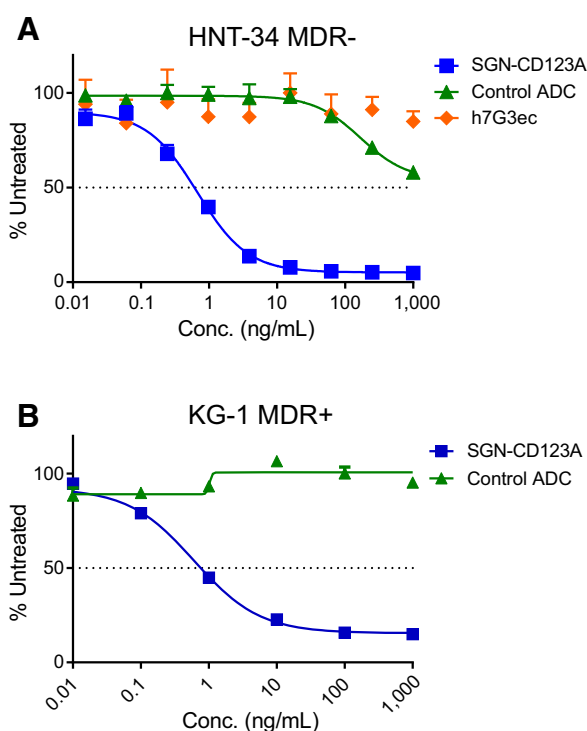 A
HNT-34 MDR-
SGN-CD123A
Control ADC
h7G3ec
% Untreated
100
50
0
0.01 0.1 1 10 100 1,000
Conc. (ng/mL)
B
KG-1 MDR+
SGN-CD123A
Control ADC
% Untreated
100
50
0
0.01 0.1 1 10 100 1,000
Conc. (ng/mL)